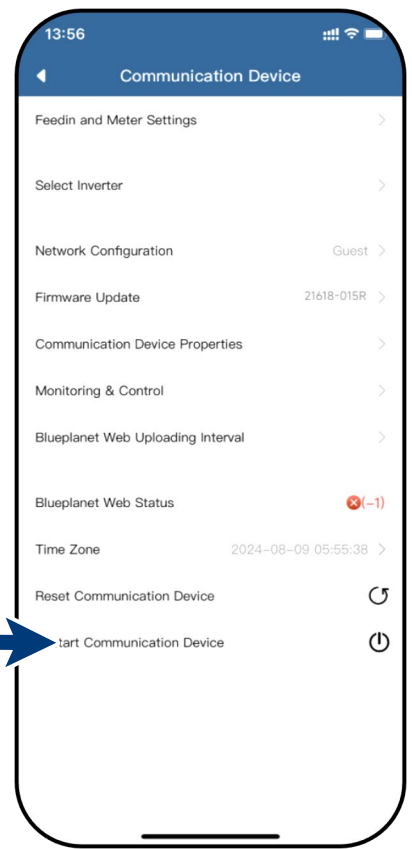 13:56
Communication Device
Feedin and Meter Settings
Select Inverter
Network Configuration Guest
Firmware Update 21618-015R
Communication Device Properties
Monitoring & Control
Blueplanet Web Uploading Interval
Blueplanet Web Status (-1)
Time Zone 2024-08-09 05:55:38
Reset Communication Device
tart Communication Device